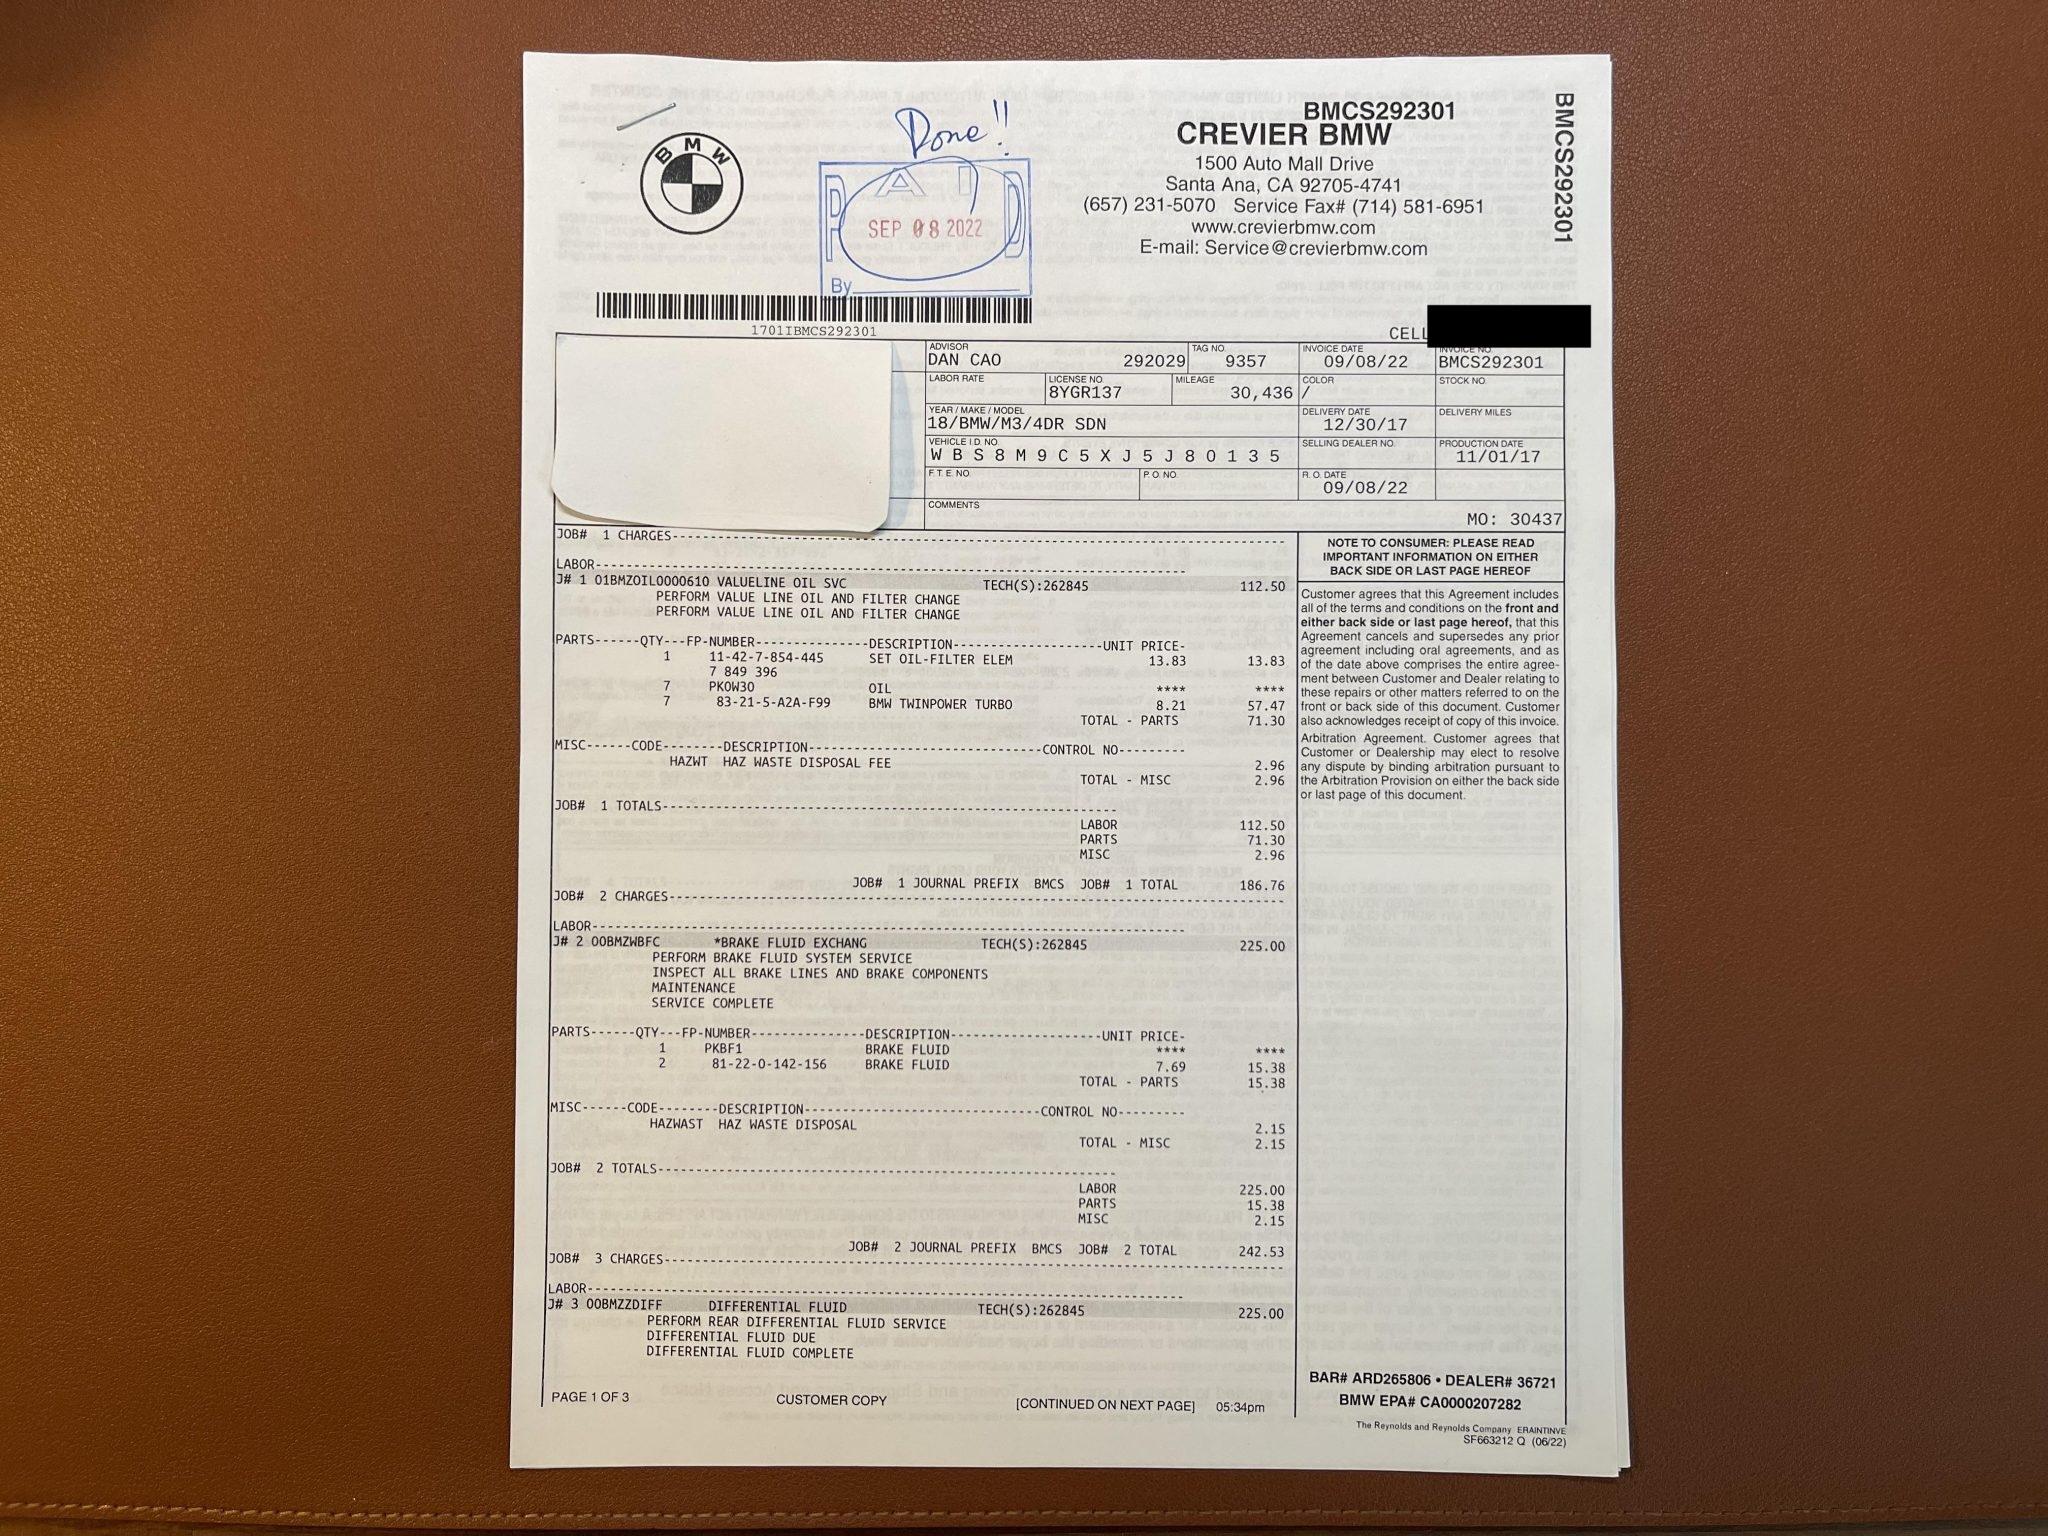 BMCS292301
Done!!
CREVIER BMW
1500 Auto Mall Drive
Santa Ana, CA 92705-4741
(657) 231-5070 Service Fax# (714) 581-6951
www.crevierbmw.com
E-mail: Service@crevierbmw.com
BMCS292301
BMW
PAID
SEP 08 2022
By
1701IBMCS292301
CELL
ADVISOR
DAN CAO 292029
TAG NO.
9357
INVOICE DATE
09/08/22
INVOICE NO.
BMCS292301
LABOR RATE
LICENSE NO.
8YGR137
MILEAGE
30,436
COLOR
/
STOCK NO.
YEAR / MAKE / MODEL
18/BMW/M3/4DR SDN
DELIVERY DATE
12/30/17
DELIVERY MILES
VEHICLE I.D. NO.
WBS8M9C5XJ5J80135
SELLING DEALER NO.
PRODUCTION DATE
11/01/17
F.T.E. NO.
P.O. NO.
R.O. DATE
09/08/22
COMMENTS
MO: 30437
JOB# 1 CHARGES
LABOR
J# 1 01BMZOIL0000610 VALUELINE OIL SVC TECH(S):262845 112.50
PERFORM VALUE LINE OIL AND FILTER CHANGE
PERFORM VALUE LINE OIL AND FILTER CHANGE
PARTS------QTY---FP-NUMBER--------------DESCRIPTION-------------------UNIT PRICE-
1 11-42-7-854-445 SET OIL-FILTER ELEM 13.83 13.83
7 849 396
7 PK0W30 OIL **** ****
7 83-21-5-A2A-F99 BMW TWINPOWER TURBO 8.21 57.47
TOTAL - PARTS 71.30
MISC------CODE--------DESCRIPTION------------------------------CONTROL NO---------
HAZWT HAZ WASTE DISPOSAL FEE 2.96
TOTAL - MISC 2.96
JOB# 1 TOTALS
LABOR 112.50
PARTS 71.30
MISC 2.96
JOB# 1 JOURNAL PREFIX BMCS JOB# 1 TOTAL 186.76
JOB# 2 CHARGES
LABOR
J# 2 00BMZWBFC *BRAKE FLUID EXCHANG TECH(S):262845 225.00
PERFORM BRAKE FLUID SYSTEM SERVICE
INSPECT ALL BRAKE LINES AND BRAKE COMPONENTS
MAINTENANCE
SERVICE COMPLETE
PARTS------QTY---FP-NUMBER--------------DESCRIPTION-------------------UNIT PRICE-
1 PKBF1 BRAKE FLUID **** ****
2 81-22-0-142-156 BRAKE FLUID 7.69 15.38
TOTAL - PARTS 15.38
MISC------CODE--------DESCRIPTION------------------------------CONTROL NO---------
HAZWAST HAZ WASTE DISPOSAL 2.15
TOTAL - MISC 2.15
JOB# 2 TOTALS
LABOR 225.00
PARTS 15.38
MISC 2.15
JOB# 2 JOURNAL PREFIX BMCS JOB# 2 TOTAL 242.53
JOB# 3 CHARGES
LABOR
J# 3 00BMZZDIFF DIFFERENTIAL FLUID TECH(S):262845 225.00
PERFORM REAR DIFFERENTIAL FLUID SERVICE
DIFFERENTIAL FLUID DUE
DIFFERENTIAL FLUID COMPLETE
NOTE TO CONSUMER: PLEASE READ
IMPORTANT INFORMATION ON EITHER
BACK SIDE OR LAST PAGE HEREOF
Customer agrees that this Agreement includes
all of the terms and conditions on the front and
either back side or last page hereof, that this
Agreement cancels and supersedes any prior
agreement including oral agreements, and as
of the date above comprises the entire agree-
ment between Customer and Dealer relating to
these repairs or other matters referred to on the
front or back side of this document. Customer
also acknowledges receipt of copy of this invoice.
Arbitration Agreement. Customer agrees that
Customer or Dealership may elect to resolve
any dispute by binding arbitration pursuant to
the Arbitration Provision on either the back side
or last page of this document.
BAR# ARD265806 • DEALER# 36721
BMW EPA# CA0000207282
PAGE 1 OF 3 CUSTOMER COPY [CONTINUED ON NEXT PAGE] 05:34pm
The Reynolds and Reynolds Company ERAINTINVE
SF663212 Q (06/22)